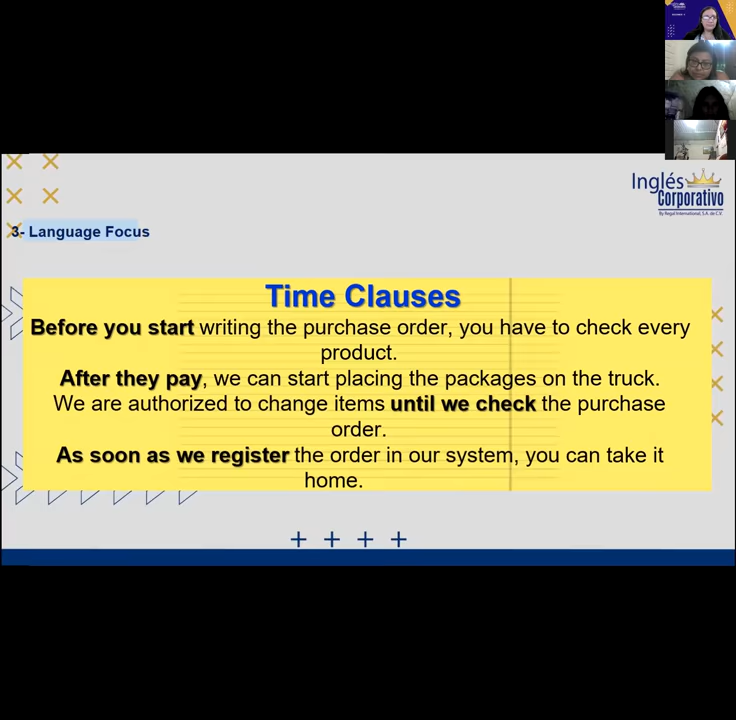 Inglés
Corporativo
By Regal International, S.A. de C.V.
3- Language Focus
Time Clauses
Before you start writing the purchase order, you have to check every
product.
After they pay, we can start placing the packages on the truck.
We are authorized to change items until we check the purchase
order.
As soon as we register the order in our system, you can take it
home.